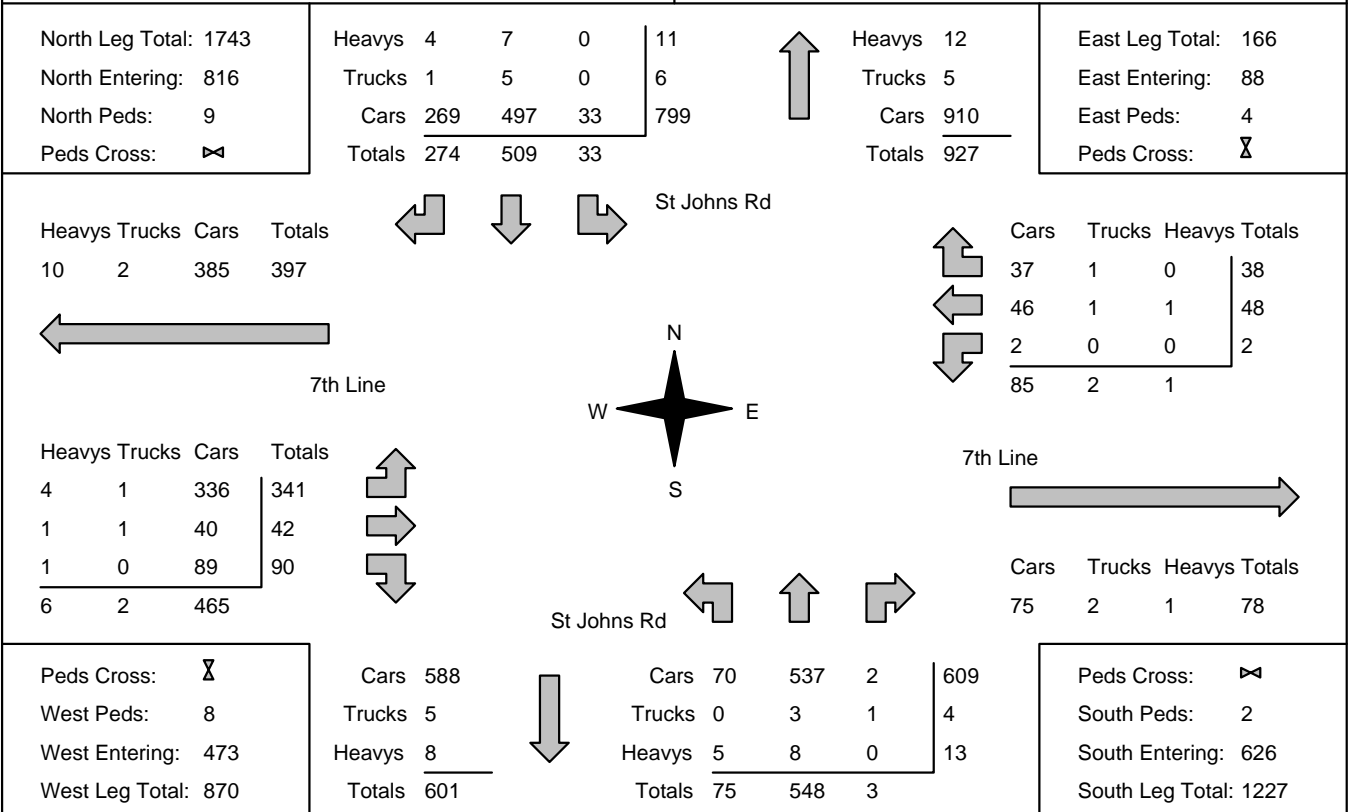 North Leg Total: 1743
North Entering: 816
North Peds: 9
Peds Cross:
Heavys 4 7 0 11
Trucks 1 5 0 6
Cars 269 497 33 799
Totals 274 509 33
Heavys 12
Trucks 5
Cars 910
Totals 927
East Leg Total: 166
East Entering: 88
East Peds: 4
Peds Cross:
St Johns Rd
Heavys Trucks Cars Totals
10 2 385 397
Cars Trucks Heavys Totals
37 1 0 38
46 1 1 48
2 0 0 2
85 2 1
7th Line
N
W E
S
Heavys Trucks Cars Totals
4 1 336 341
1 1 40 42
1 0 89 90
6 2 465
7th Line
Cars Trucks Heavys Totals
75 2 1 78
St Johns Rd
Peds Cross:
West Peds: 8
West Entering: 473
West Leg Total: 870
Cars 588
Trucks 5
Heavys 8
Totals 601
Cars 70 537 2 609
Trucks 0 3 1 4
Heavys 5 8 0 13
Totals 75 548 3
Peds Cross:
South Peds: 2
South Entering: 626
South Leg Total: 1227